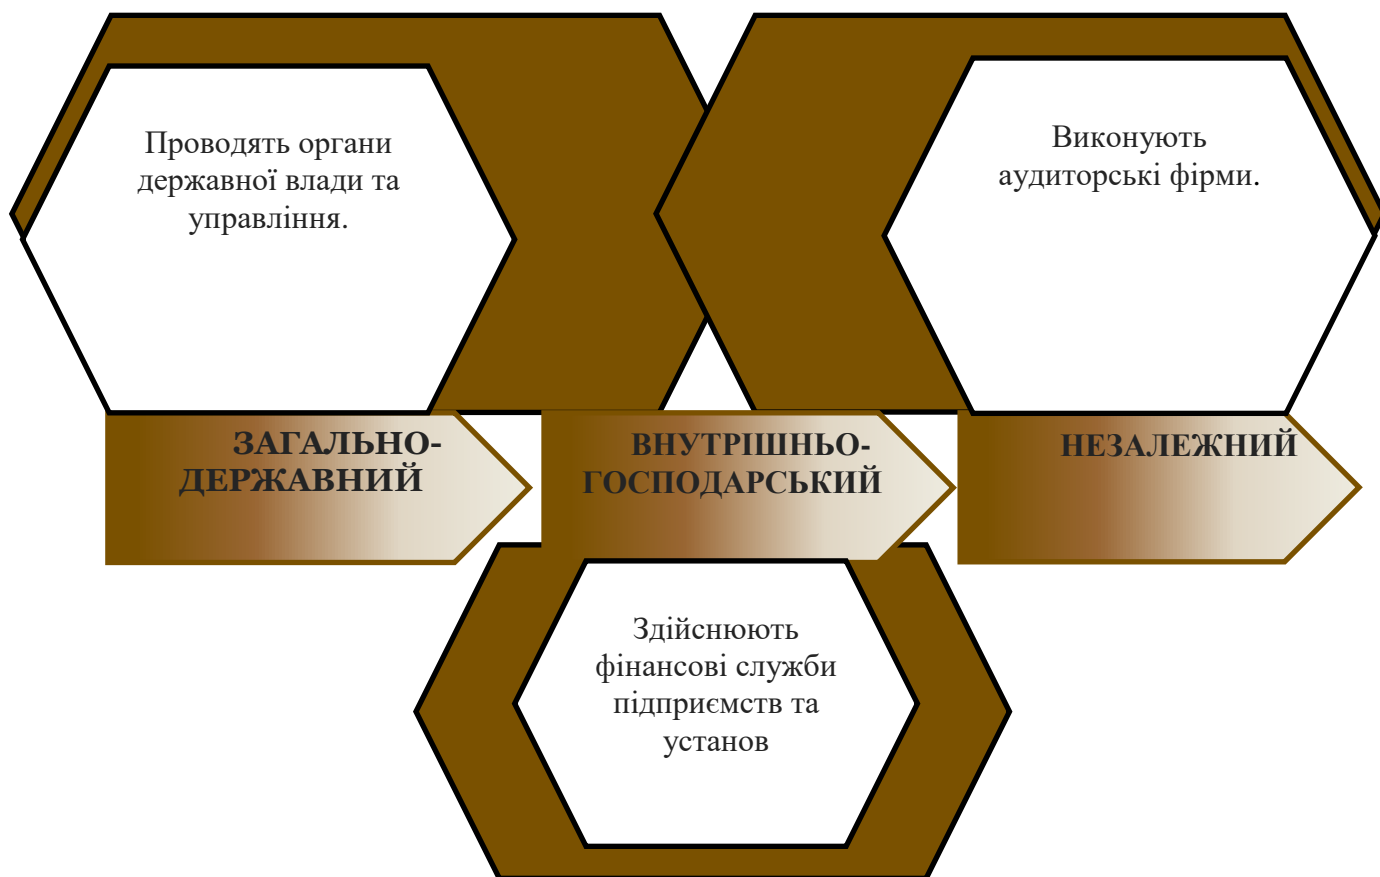 Проводять органи
державної влади та
управління.
Виконують
аудиторські фірми.
ЗАГАЛЬНО-
ДЕРЖАВНИЙ
ВНУТРІШНЬО-
ГОСПОДАРСЬКИЙ
НЕЗАЛЕЖНИЙ
Здійснюють
фінансові служби
підприємств та
установ